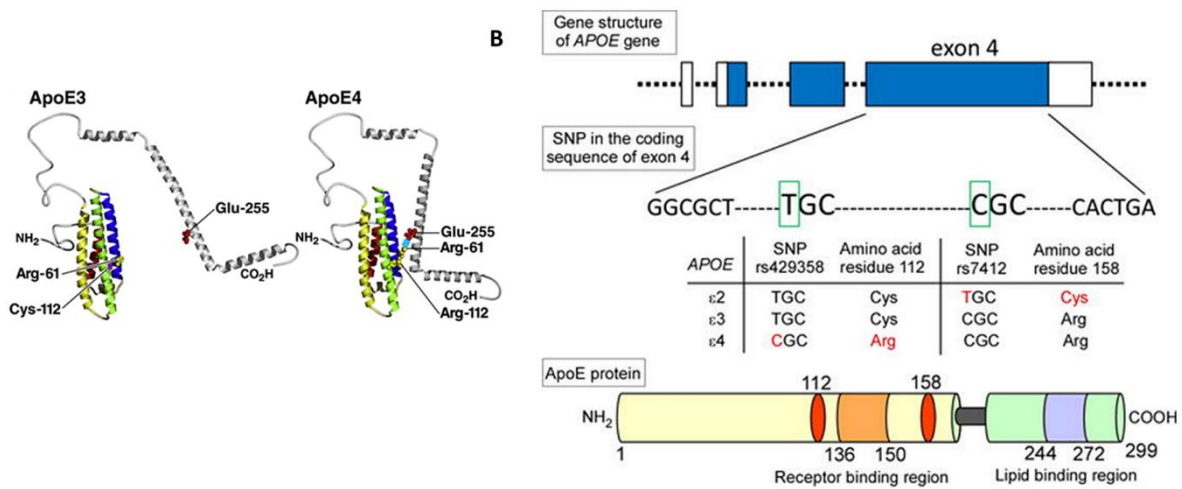 ApoE3
Glu-255
NH2
Arg-61
Cys-112
CO2H
ApoE4
NH2
Glu-255
Arg-61
CO2H
Arg-112
B
Gene structure
of APOE gene
exon 4
SNP in the coding
sequence of exon 4
GGCGCT-----TGC------------------CGC------CACTGA
APOE SNP rs429358 Amino acid residue 112 SNP rs7412 Amino acid residue 158
ε2 TGC Cys TGC Cys
ε3 TGC Cys CGC Arg
ε4 CGC Arg CGC Arg
ApoE protein
112 158
NH2 COOH
1 136 150 244 272 299
Receptor binding region Lipid binding region